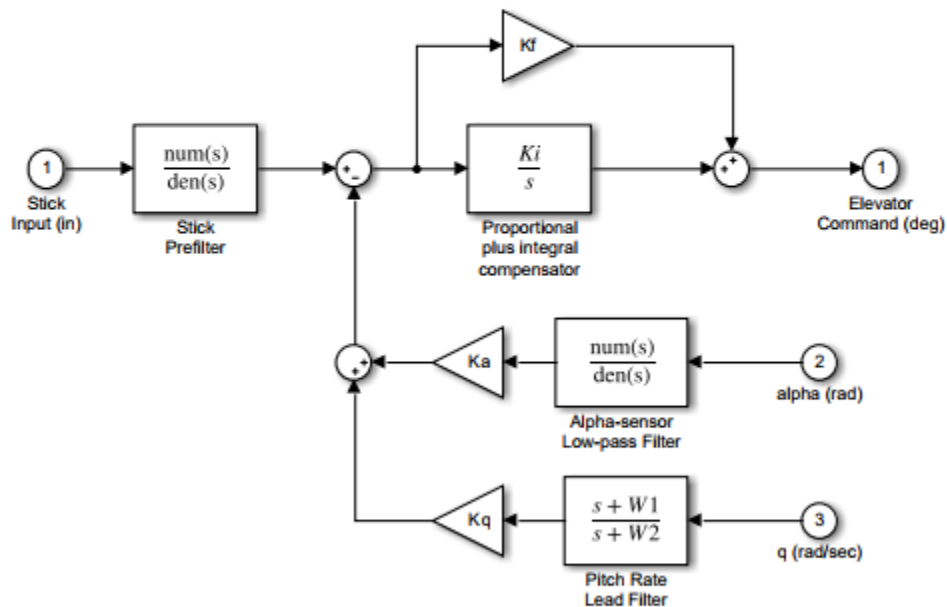 Kf
1
Stick
Input (in)
num(s)
den(s)
Stick
Prefilter
+
−
Ki
s
Proportional
plus integral
compensator
+
+
1
Elevator
Command (deg)
+
+
Ka
num(s)
den(s)
Alpha-sensor
Low-pass Filter
2
alpha (rad)
Kq
s + W1
s + W2
Pitch Rate
Lead Filter
3
q (rad/sec)